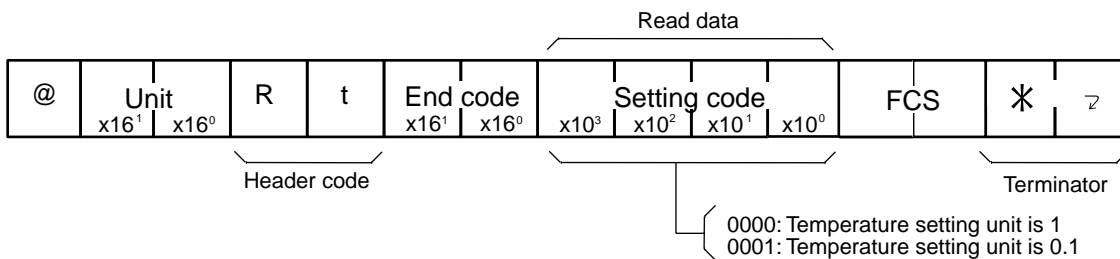 Read data
@ Unit R t End code Setting code FCS * ↵
x16¹ x16⁰ x16¹ x16⁰ x10³ x10² x10¹ x10⁰
Header code
Terminator
0000: Temperature setting unit is 1
0001: Temperature setting unit is 0.1